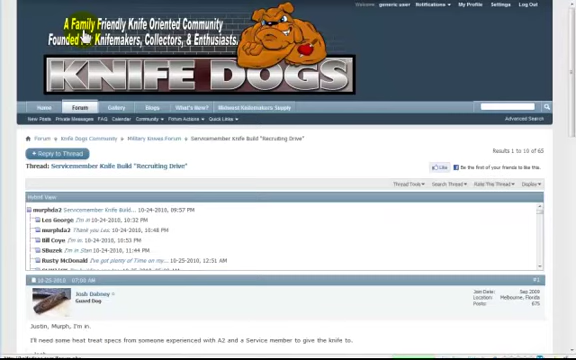 Welcome, generic user Notifications My Profile Settings Log Out
A Family Friendly Knife Oriented Community
Founded Knifemakers, Collectors, & Enthusiasts.
KNIFE DOGS
Home Forum Gallery Blogs What's New? Midwest Knifemakers Supply
New Posts Private Messages FAQ Calendar Community Forum Actions Quick Links Advanced Search
Forum Knife Dogs Community Military Knives Forum Servicemember Knife Build "Recruiting Drive"
Results 1 to 10 of 65
+ Reply to Thread
Thread: Servicemember Knife Build "Recruiting Drive"
Like Be the first of your friends to like this.
Thread Tools Search Thread Rate This Thread Display
Hybrid View
murphda2 Servicemember Knife Build... 10-24-2010, 09:57 PM
Les George I'm in 10-24-2010, 10:32 PM
murphda2 Thank you Les. 10-24-2010, 10:48 PM
Bill Coye I'm in. 10-24-2010, 10:53 PM
SBuzek I'm in Stan 10-24-2010, 11:44 PM
Rusty McDonald I've got plenty of Time on my... 10-25-2010, 12:51 AM
10-25-2010, 07:00 AM #1
Josh Dabney
Guard Dog
Join Date: Sep 2009
Location: Melbourne, Florida
Posts: 675
Justin, Murph, I'm in.
I'll need some heat treat specs from someone experienced with A2 and a Service member to give the knife to.